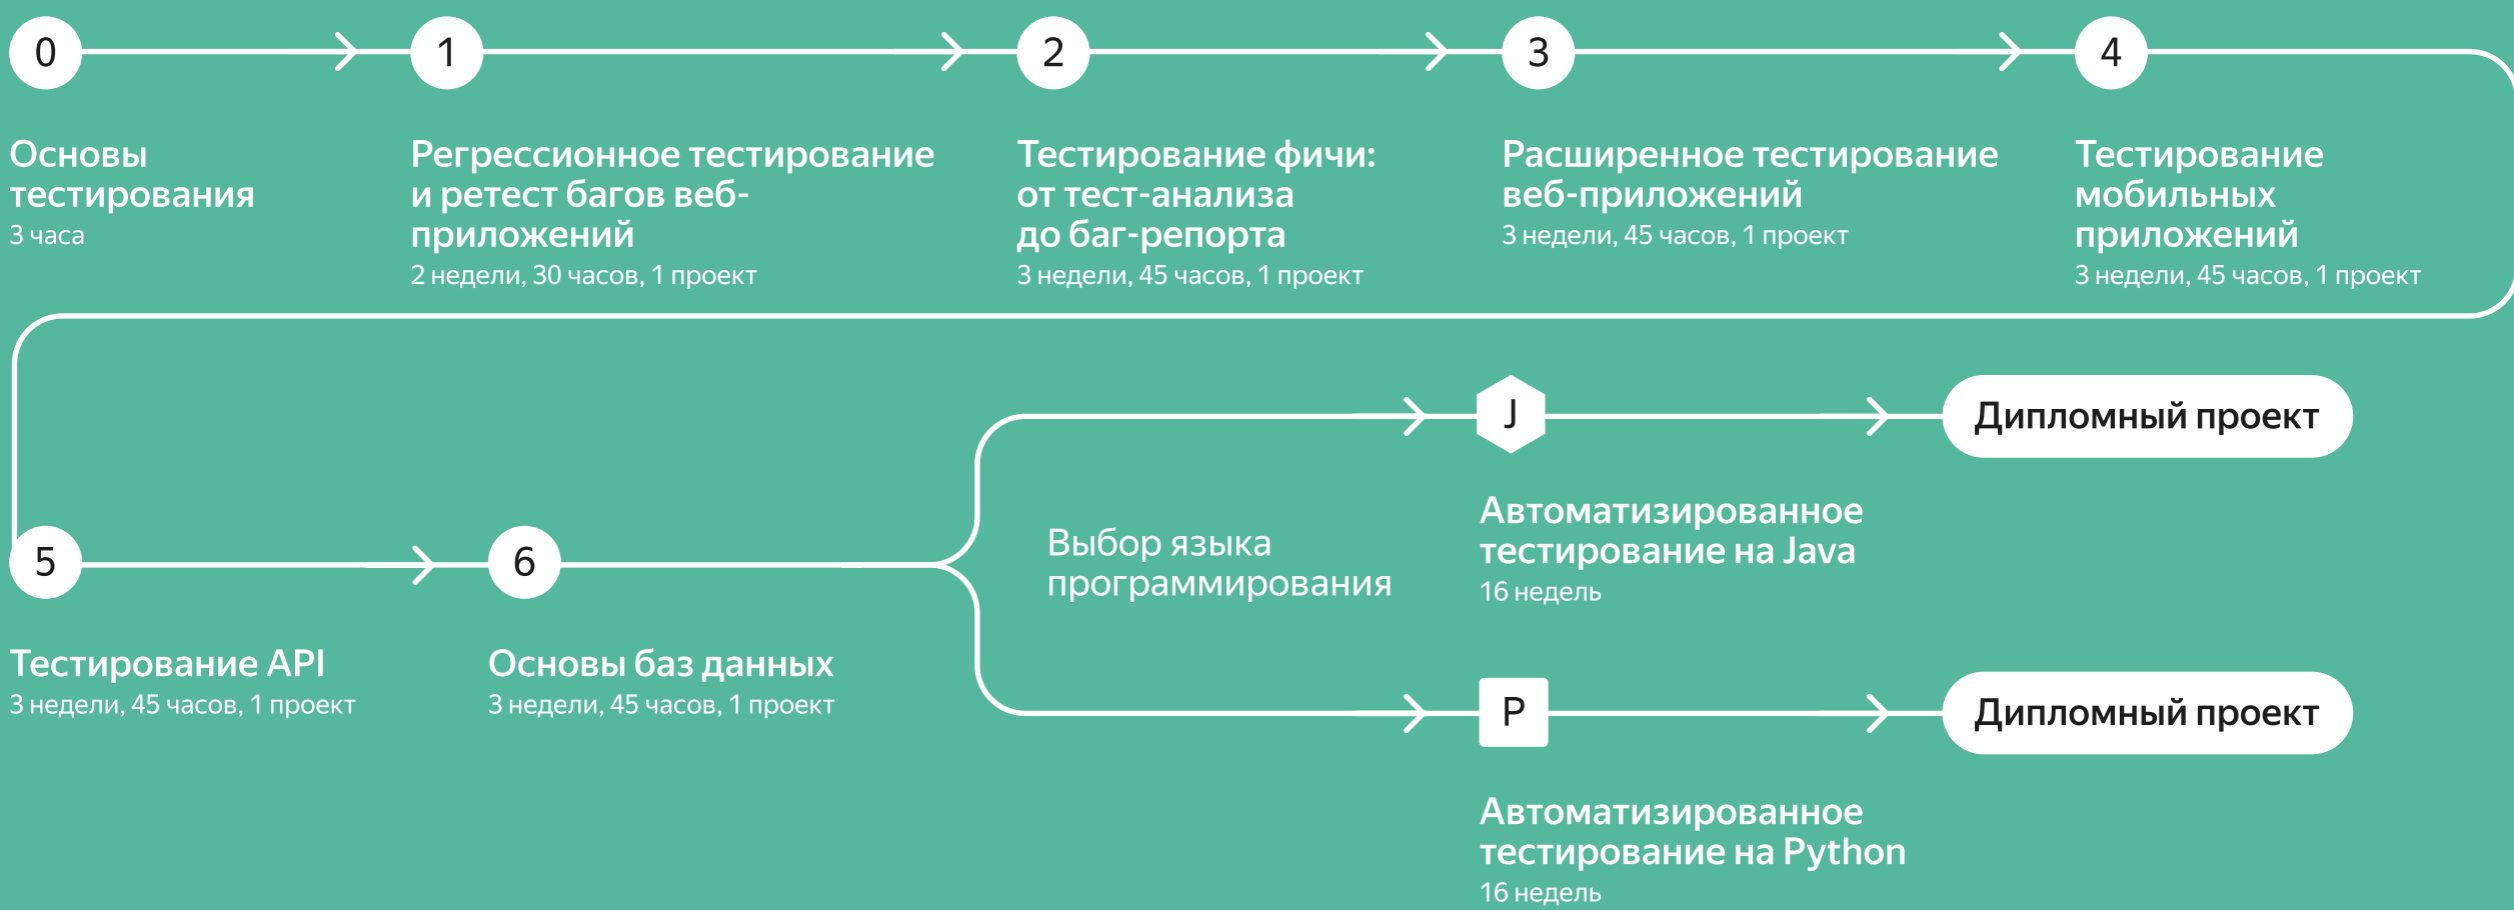 0
1
2
3
4
Основы
тестирования
3 часа
Регрессионное тестирование
и ретест багов веб-
приложений
2 недели, 30 часов, 1 проект
Тестирование фичи:
от тест-анализа
до баг-репорта
3 недели, 45 часов, 1 проект
Расширенное тестирование
веб-приложений
3 недели, 45 часов, 1 проект
Тестирование
мобильных
приложений
3 недели, 45 часов, 1 проект
5
Тестирование API
3 недели, 45 часов, 1 проект
6
Основы баз данных
3 недели, 45 часов, 1 проект
Выбор языка
программирования
J
Автоматизированное
тестирование на Java
16 недель
Дипломный проект
P
Автоматизированное
тестирование на Python
16 недель
Дипломный проект